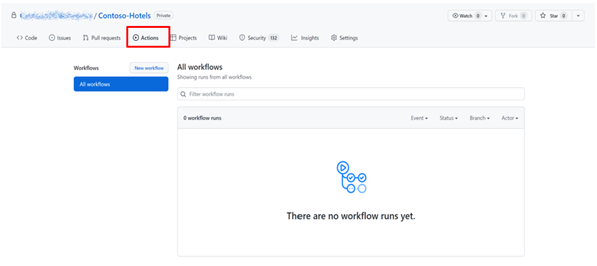 / Contoso-Hotels Private
Watch 0 Fork 0 Star 0
Code Issues Pull requests Actions Projects Wiki Security 132 Insights Settings
Workflows New workflow
All workflows
All workflows
Showing runs from all workflows
Filter workflow runs
0 workflow runs Event Status Branch Actor
There are no workflow runs yet.